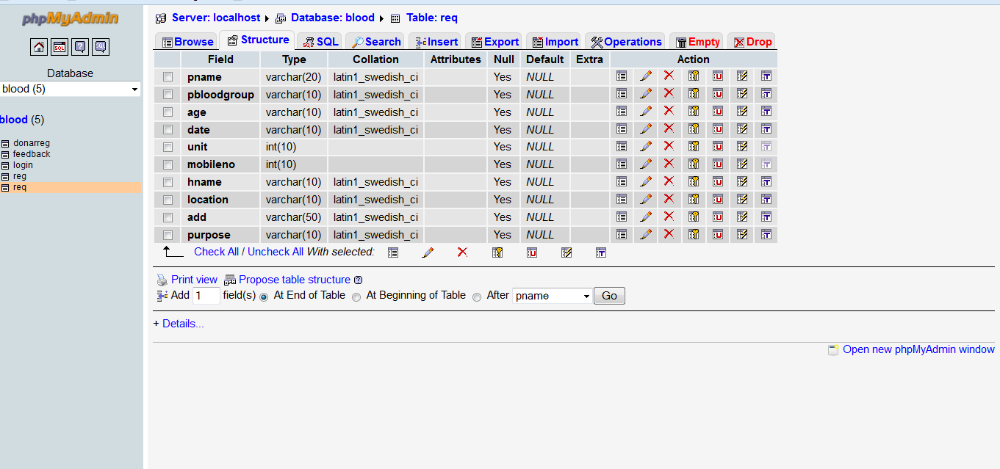 phpMyAdmin
Database
blood (5)
blood (5)
donarreg
feedback
login
reg
req
Server: localhost Database: blood Table: req
Browse Structure SQL Search Insert Export Import Operations Empty Drop
Field Type Collation Attributes Null Default Extra Action
pname varchar(20) latin1_swedish_ci Yes NULL
pbloodgroup varchar(10) latin1_swedish_ci Yes NULL
age varchar(10) latin1_swedish_ci Yes NULL
date varchar(10) latin1_swedish_ci Yes NULL
unit int(10) Yes NULL
mobileno int(10) Yes NULL
hname varchar(10) latin1_swedish_ci Yes NULL
location varchar(10) latin1_swedish_ci Yes NULL
add varchar(50) latin1_swedish_ci Yes NULL
purpose varchar(10) latin1_swedish_ci Yes NULL
Check All / Uncheck All With selected:
Print view Propose table structure
Add 1 field(s) At End of Table At Beginning of Table After pname Go
+ Details...
Open new phpMyAdmin window